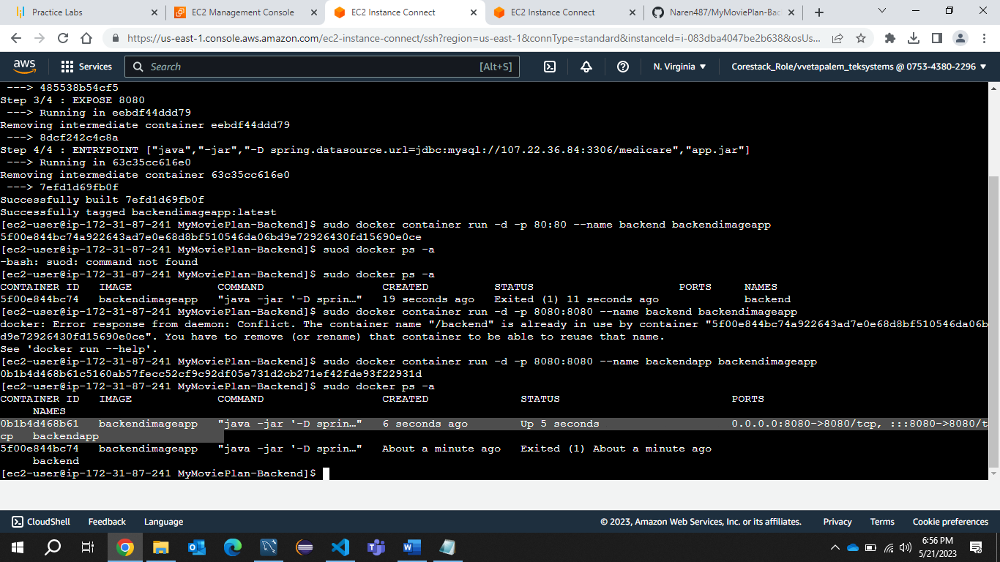 Practice Labs
EC2 Management Console
EC2 Instance Connect
EC2 Instance Connect
Naren487/MyMoviePlan-Bac
https://us-east-1.console.aws.amazon.com/ec2-instance-connect/ssh?region=us-east-1&connType=standard&instanceId=i-083dba4047be2b638&osUs...
aws
Services
Search
[Alt+S]
N. Virginia
Corestack_Role/vvetapalem_teksystems @ 0753-4380-2296
---> 485538b54cf5
Step 3/4 : EXPOSE 8080
---> Running in eebdf44ddd79
Removing intermediate container eebdf44ddd79
---> 8dcf242c4c8a
Step 4/4 : ENTRYPOINT ["java","-jar","-D spring.datasource.url=jdbc:mysql://107.22.36.84:3306/medicare","app.jar"]
---> Running in 63c35cc616e0
Removing intermediate container 63c35cc616e0
---> 7efd1d69fb0f
Successfully built 7efd1d69fb0f
Successfully tagged backendimageapp:latest
[ec2-user@ip-172-31-87-241 MyMoviePlan-Backend]$ sudo docker container run -d -p 80:80 --name backend backendimageapp
5f00e844bc74a922643ad7e0e68d8bf510546da06bd9e72926430fd15690e0ce
[ec2-user@ip-172-31-87-241 MyMoviePlan-Backend]$ suod docker ps -a
-bash: suod: command not found
[ec2-user@ip-172-31-87-241 MyMoviePlan-Backend]$ sudo docker ps -a
CONTAINER ID   IMAGE             COMMAND                  CREATED          STATUS                      PORTS     NAMES
5f00e844bc74   backendimageapp   "java -jar '-D sprin…"   19 seconds ago   Exited (1) 11 seconds ago             backend
[ec2-user@ip-172-31-87-241 MyMoviePlan-Backend]$ sudo docker container run -d -p 8080:8080 --name backend backendimageapp
docker: Error response from daemon: Conflict. The container name "/backend" is already in use by container "5f00e844bc74a922643ad7e0e68d8bf510546da06b
d9e72926430fd15690e0ce". You have to remove (or rename) that container to be able to reuse that name.
See 'docker run --help'.
[ec2-user@ip-172-31-87-241 MyMoviePlan-Backend]$ sudo docker container run -d -p 8080:8080 --name backendapp backendimageapp
0b1b4d468b61c5160ab57fecc52cf9c92df05e731d2cb271ef42fde93f22931d
[ec2-user@ip-172-31-87-241 MyMoviePlan-Backend]$ sudo docker ps -a
CONTAINER ID   IMAGE             COMMAND                  CREATED              STATUS                          PORTS
NAMES
0b1b4d468b61   backendimageapp   "java -jar '-D sprin…"   6 seconds ago        Up 5 seconds                    0.0.0.0:8080->8080/tcp, :::8080->8080/t
cp   backendapp
5f00e844bc74   backendimageapp   "java -jar '-D sprin…"   About a minute ago   Exited (1) About a minute ago
backend
[ec2-user@ip-172-31-87-241 MyMoviePlan-Backend]$
CloudShell
Feedback
Language
© 2023, Amazon Web Services, Inc. or its affiliates.
Privacy
Terms
Cookie preferences
6:56 PM
5/21/2023